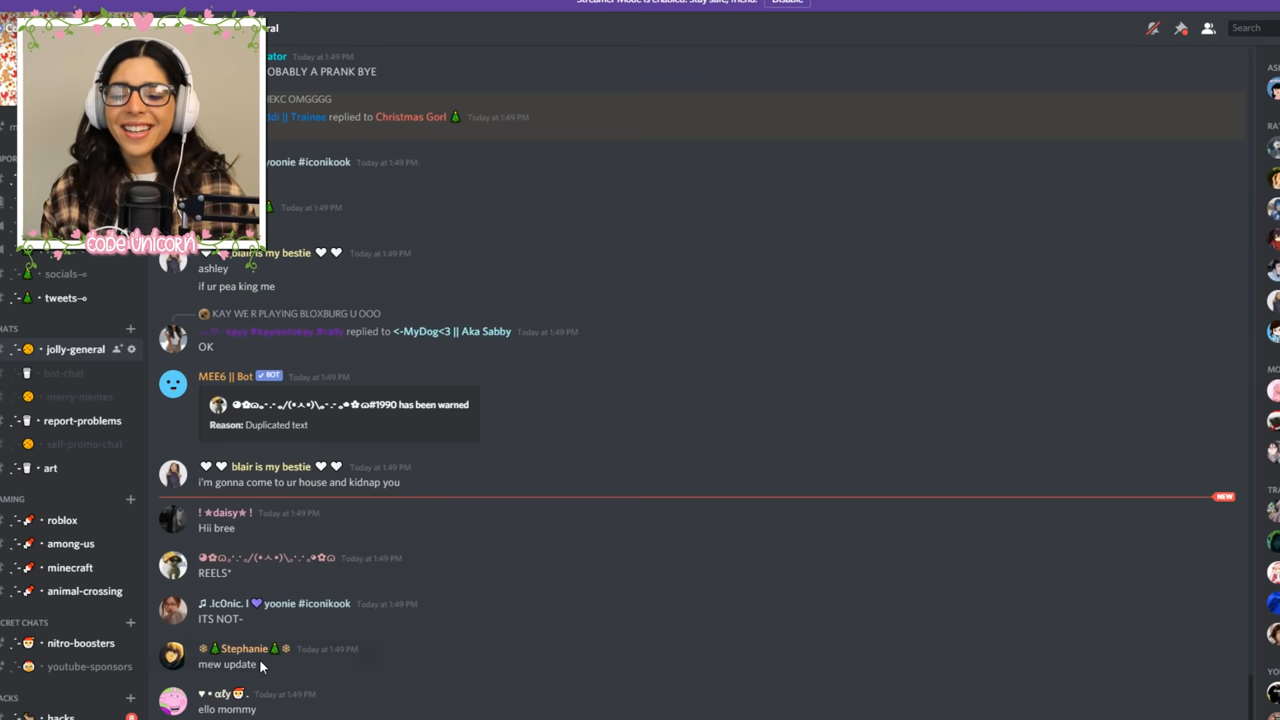 Streamer Mode is enabled. Stay safe, friend. Disable
Search
ator Today at 1:49 PM
OBABLY A PRANK BYE
EKC OMGGGG
ddi || Trainee replied to Christmas Gorl 🎄 Today at 1:49 PM
yoonie #iconikook Today at 1:49 PM
Today at 1:49 PM
CODE UNICORN
blair is my bestie 🤍 🤍 Today at 1:49 PM
ashley
if ur pea king me
socials
tweets
KAY WE R PLAYING BLOXBURG U OOO
replied to <-MyDog<3 || Aka Sabby Today at 1:49 PM
OK
HATS
jolly-general
bot-chat
merry-memes
report-problems
self-promo-chat
art
MEE6 || Bot BOT Today at 1:49 PM
#1990 has been warned
Reason: Duplicated text
🤍 🤍 blair is my bestie 🤍 🤍 Today at 1:49 PM
i'm gonna come to ur house and kidnap you
NEW
AMING
roblox
among-us
minecraft
animal-crossing
! ★daisy★ ! Today at 1:49 PM
Hii bree
Today at 1:49 PM
REELS*
♫ .Ic0nic. I 💜 yoonie #iconikook Today at 1:49 PM
ITS NOT-
ECRET CHATS
nitro-boosters
youtube-sponsors
❄🎄Stephanie🎄❄ Today at 1:49 PM
mew update
ACKS
hacks
8
♥ • αℓy🎅 . Today at 1:49 PM
ello mommy